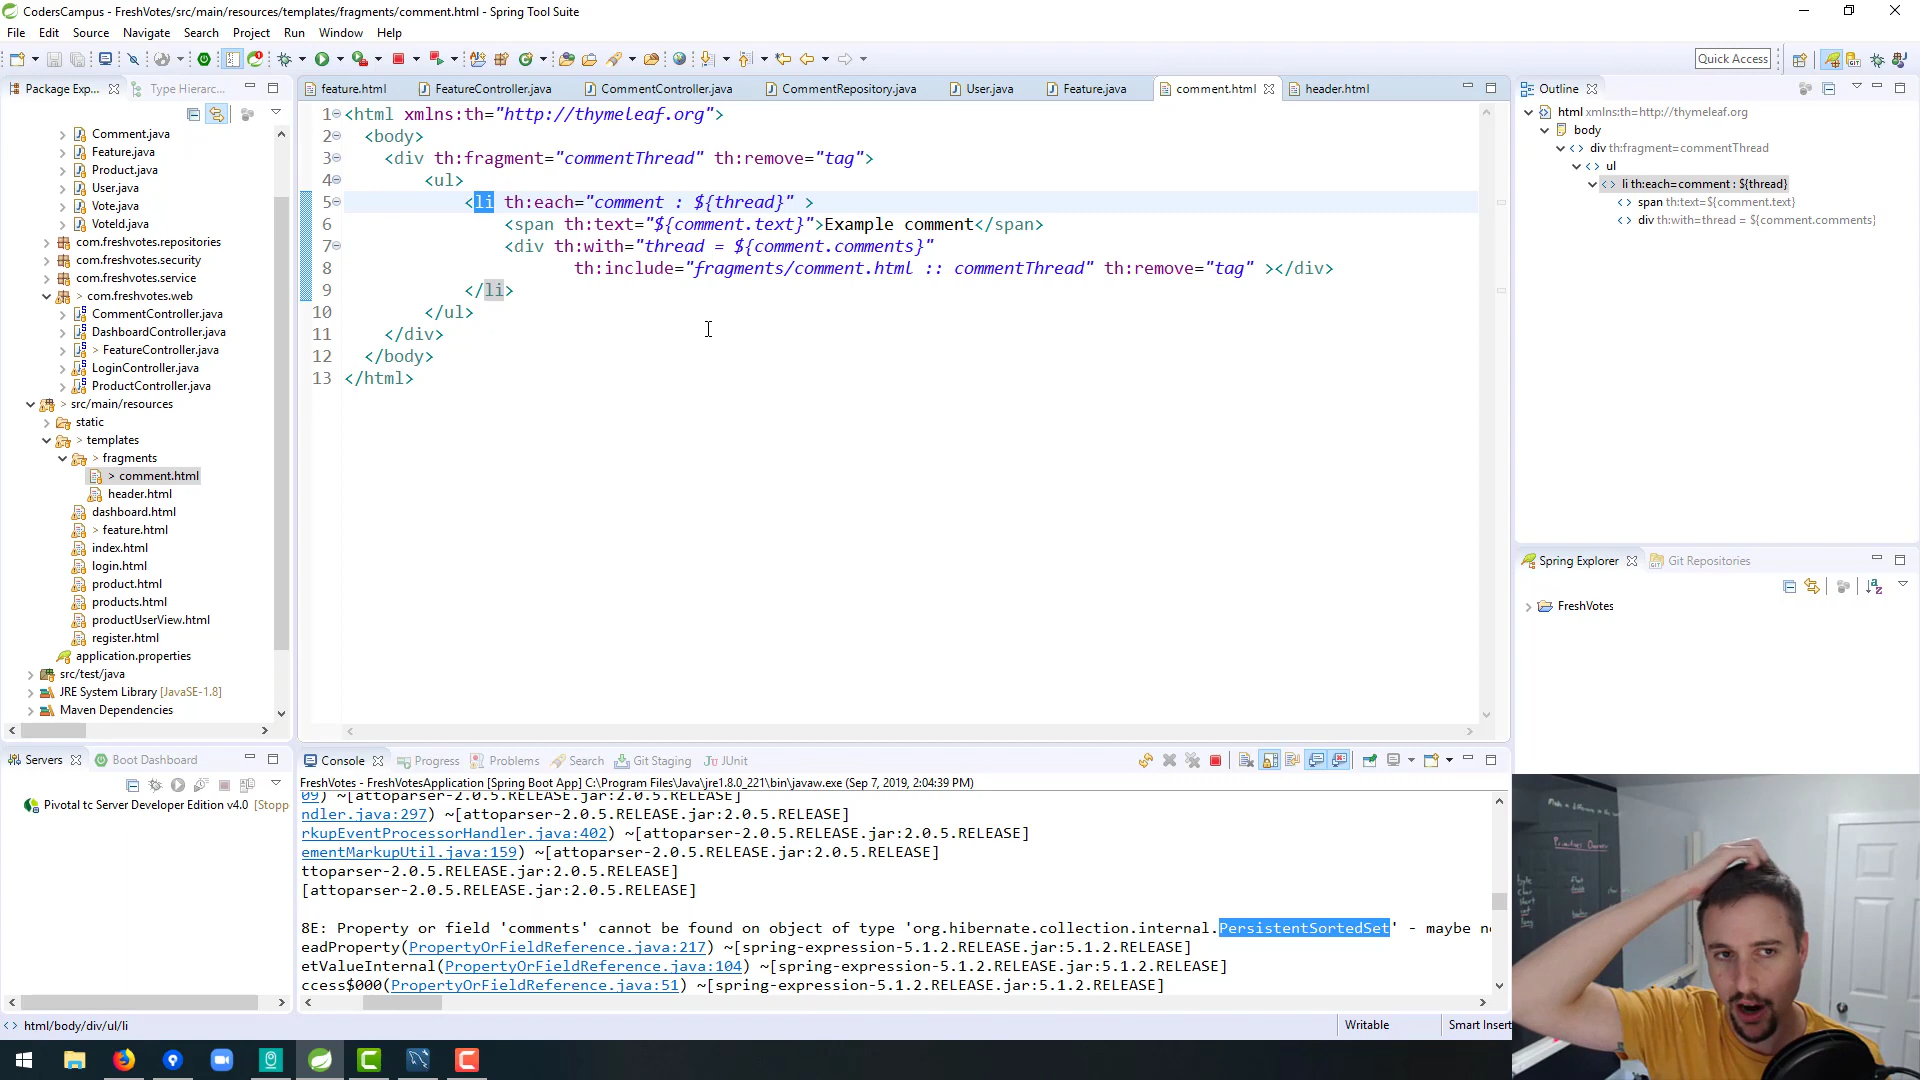 CodersCampus - FreshVotes/src/main/resources/templates/fragments/comment.html - Spring Tool Suite
File Edit Source Navigate Search Project Run Window Help
Quick Access
Package Exp... Type Hierarc...
Comment.java
Feature.java
Product.java
User.java
Vote.java
VoteId.java
com.freshvotes.repositories
com.freshvotes.security
com.freshvotes.service
> com.freshvotes.web
CommentController.java
DashboardController.java
> FeatureController.java
LoginController.java
ProductController.java
> src/main/resources
static
> templates
> fragments
> comment.html
header.html
dashboard.html
> feature.html
index.html
login.html
product.html
products.html
productUserView.html
register.html
application.properties
src/test/java
JRE System Library [JavaSE-1.8]
Maven Dependencies
feature.html FeatureController.java CommentController.java CommentRepository.java User.java Feature.java comment.html header.html
1 <html xmlns:th="http://thymeleaf.org">
2 <body>
3 <div th:fragment="commentThread" th:remove="tag">
4 <ul>
5 <li th:each="comment : ${thread}" >
6 <span th:text="${comment.text}">Example comment</span>
7 <div th:with="thread = ${comment.comments}"
8 th:include="fragments/comment.html :: commentThread" th:remove="tag" ></div>
9 </li>
10 </ul>
11 </div>
12 </body>
13 </html>
Outline
html xmlns:th=http://thymeleaf.org
body
div th:fragment=commentThread
ul
li th:each=comment : ${thread}
span th:text=${comment.text}
div th:with=thread = ${comment.comments}
Spring Explorer Git Repositories
FreshVotes
Servers Boot Dashboard
Pivotal tc Server Developer Edition v4.0 [Stopp
Console Progress Problems Search Git Staging JUnit
FreshVotes - FreshVotesApplication [Spring Boot App] C:\Program Files\Java\jre1.8.0_221\bin\javaw.exe (Sep 7, 2019, 2:04:39 PM)
09) ~[attoparser-2.0.5.RELEASE.jar:2.0.5.RELEASE]
ndler.java:297) ~[attoparser-2.0.5.RELEASE.jar:2.0.5.RELEASE]
rkupEventProcessorHandler.java:402) ~[attoparser-2.0.5.RELEASE.jar:2.0.5.RELEASE]
ementMarkupUtil.java:159) ~[attoparser-2.0.5.RELEASE.jar:2.0.5.RELEASE]
ttoparser-2.0.5.RELEASE.jar:2.0.5.RELEASE]
[attoparser-2.0.5.RELEASE.jar:2.0.5.RELEASE]
8E: Property or field 'comments' cannot be found on object of type 'org.hibernate.collection.internal.PersistentSortedSet' - maybe n
eadProperty(PropertyOrFieldReference.java:217) ~[spring-expression-5.1.2.RELEASE.jar:5.1.2.RELEASE]
etValueInternal(PropertyOrFieldReference.java:104) ~[spring-expression-5.1.2.RELEASE.jar:5.1.2.RELEASE]
ccess$000(PropertyOrFieldReference.java:51) ~[spring-expression-5.1.2.RELEASE.jar:5.1.2.RELEASE]
html/body/div/ul/li
Writable
Smart Insert